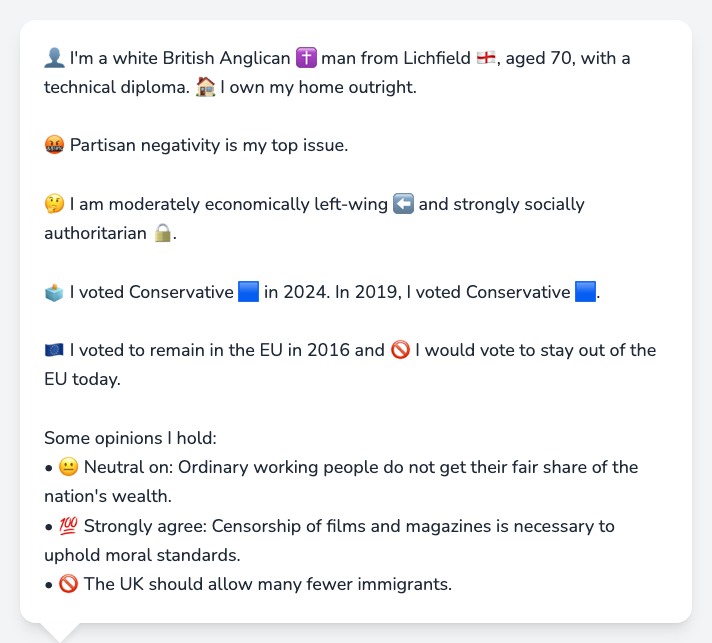 👤 I'm a white British Anglican ✝️ man from Lichfield 🏴󠁧󠁢󠁥󠁮󠁧󠁿, aged 70, with a
technical diploma. 🏠 I own my home outright.
🤬 Partisan negativity is my top issue.
🤔 I am moderately economically left-wing ⬅️ and strongly socially
authoritarian 🔒.
🗳️ I voted Conservative 🟦 in 2024. In 2019, I voted Conservative 🟦.
🇪🇺 I voted to remain in the EU in 2016 and 🚫 I would vote to stay out of the
EU today.
Some opinions I hold:
• 😐 Neutral on: Ordinary working people do not get their fair share of the
nation's wealth.
• 💯 Strongly agree: Censorship of films and magazines is necessary to
uphold moral standards.
• 🚫 The UK should allow many fewer immigrants.